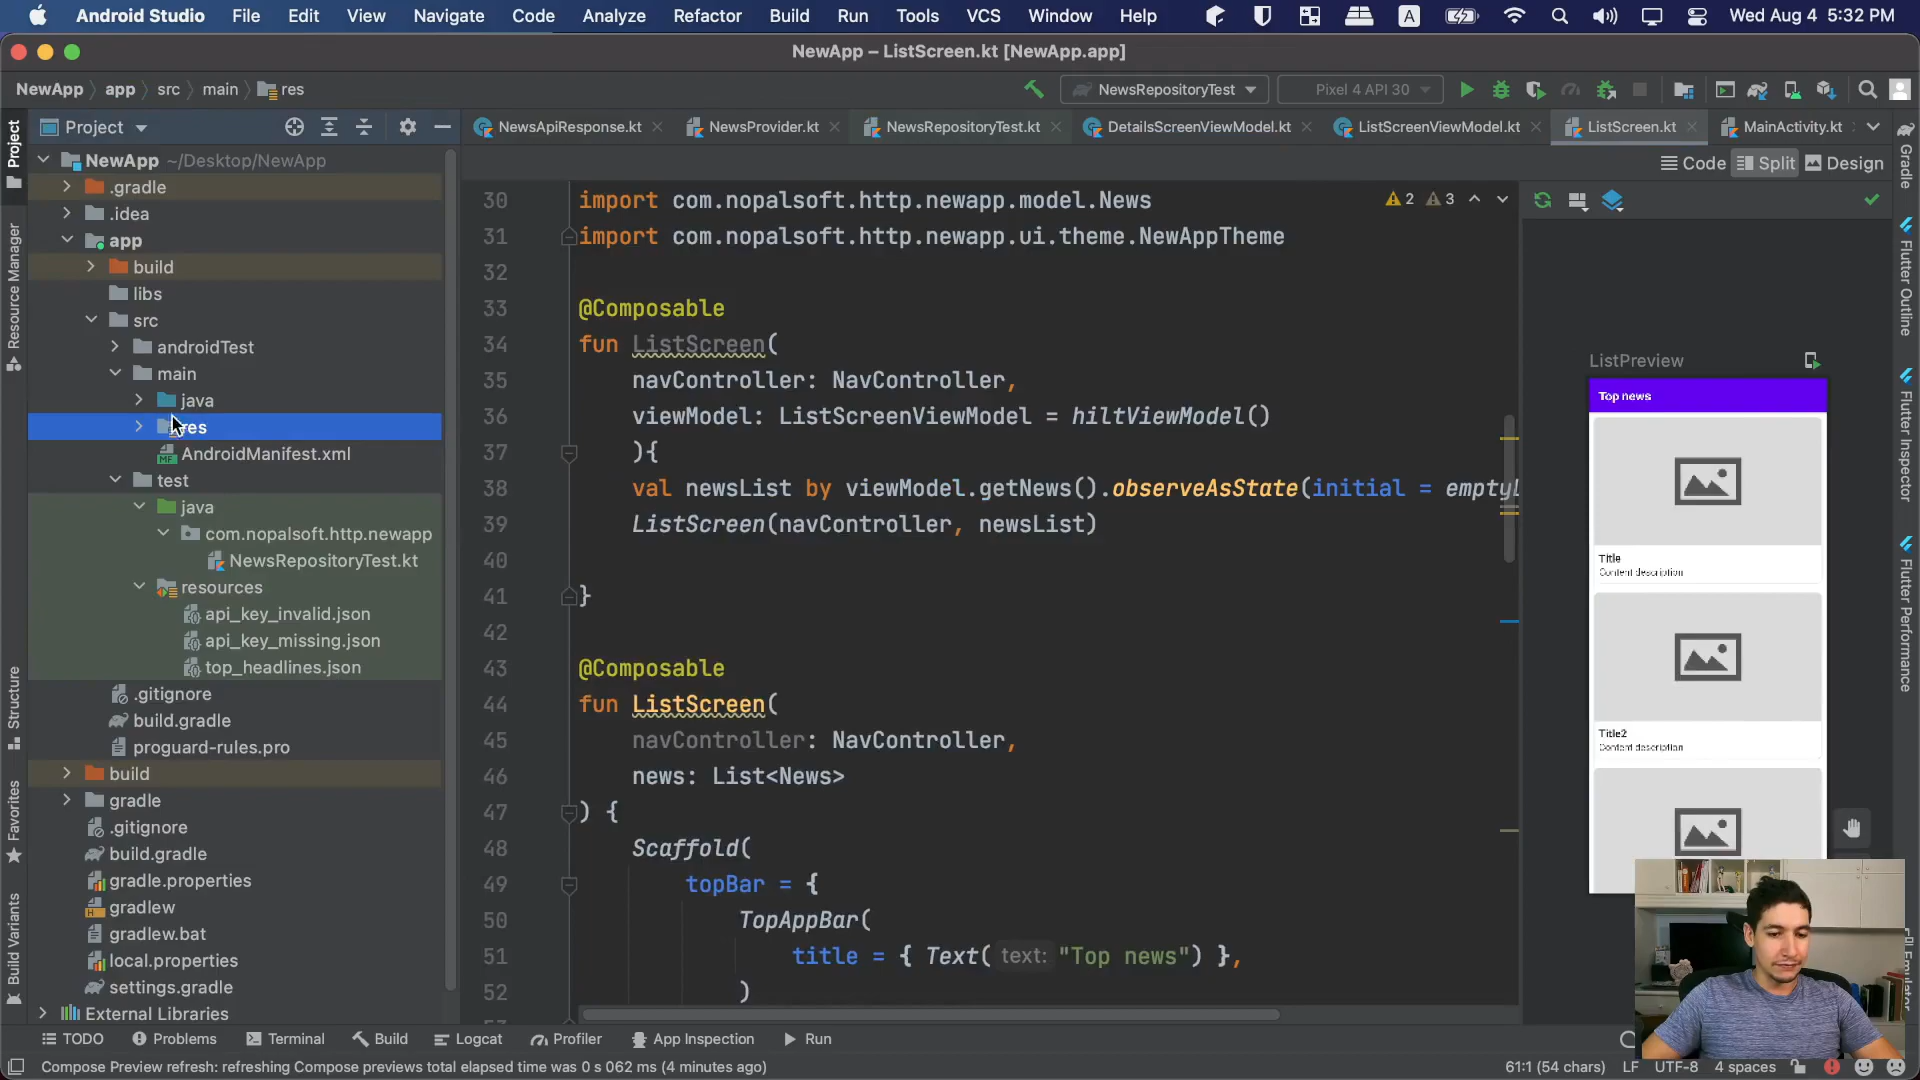 Android Studio File Edit View Navigate Code Analyze Refactor Build Run Tools VCS Window Help A Wed Aug 4 5:32 PM
NewApp – ListScreen.kt [NewApp.app]
NewApp app src main res NewsRepositoryTest Pixel 4 API 30
Project NewsApiResponse.kt NewsProvider.kt NewsRepositoryTest.kt DetailsScreenViewModel.kt ListScreenViewModel.kt ListScreen.kt MainActivity.kt
Code Split Design
Project
Resource Manager
Structure
Favorites
Build Variants
NewApp ~/Desktop/NewApp
.gradle
.idea
app
build
libs
src
androidTest
main
java
res
AndroidManifest.xml
test
java
com.nopalsoft.http.newapp
NewsRepositoryTest.kt
resources
api_key_invalid.json
api_key_missing.json
top_headlines.json
.gitignore
build.gradle
proguard-rules.pro
build
gradle
.gitignore
build.gradle
gradle.properties
gradlew
gradlew.bat
local.properties
settings.gradle
External Libraries
2 3
30 import com.nopalsoft.http.newapp.model.News
31 import com.nopalsoft.http.newapp.ui.theme.NewAppTheme
32
33 @Composable
34 fun ListScreen(
35 navController: NavController,
36 viewModel: ListScreenViewModel = hiltViewModel()
37 ){
38 val newsList by viewModel.getNews().observeAsState(initial = empty
39 ListScreen(navController, newsList)
40
41 }
42
43 @Composable
44 fun ListScreen(
45 navController: NavController,
46 news: List<News>
47 ) {
48 Scaffold(
49 topBar = {
50 TopAppBar(
51 title = { Text( text: "Top news") },
52 )
ListPreview
Top news
Title
Content description
Title2
Content description
Gradle
Flutter Outline
Flutter Inspector
Flutter Performance
TODO Problems Terminal Build Logcat Profiler App Inspection Run
Compose Preview refresh: refreshing Compose previews total elapsed time was 0 s 062 ms (4 minutes ago) 61:1 (54 chars) LF UTF-8 4 spaces